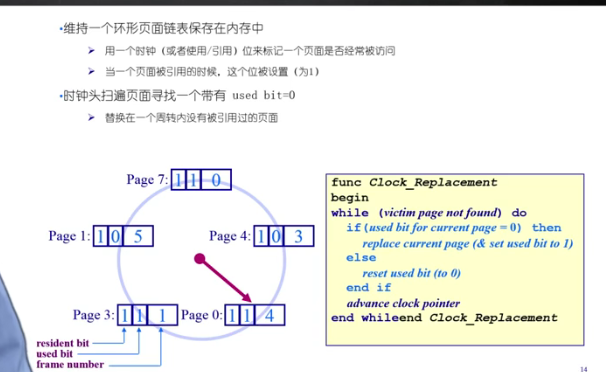 •维持一个环形页面链表保存在内存中
➢ 用一个时钟（或者使用/引用）位来标记一个页面是否经常被访问
➢ 当一个页面被引用的时候，这个位被设置（为1）
•时钟头扫遍页面寻找一个带有 used bit=0
➢ 替换在一个周转内没有被引用过的页面
Page 7: 1 1 0
Page 1: 1 0 5
Page 4: 1 0 3
Page 3: 1 1 1
Page 0: 1 1 4
resident bit
used bit
frame number
func Clock_Replacement
begin
while (victim page not found) do
if(used bit for current page = 0) then
replace current page (& set used bit to 1)
else
reset used bit (to 0)
end if
advance clock pointer
end whileend Clock_Replacement
14